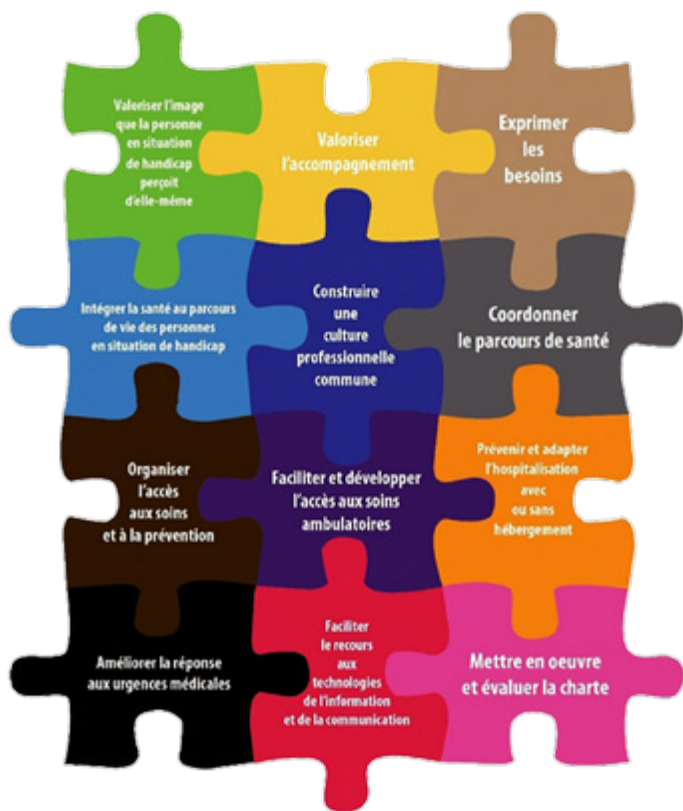 Valoriser l'image
que la personne
en situation
de handicap
perçoit
d'elle-même
Valoriser
l'accompagnement
Exprimer
les
besoins
Intégrer la santé au parcours
de vie des personnes
en situation de handicap
Construire
une
culture
professionnelle
commune
Coordonner
le parcours de santé
Organiser
l'accès
aux soins
et à la prévention
Faciliter et développer
l'accès aux soins
ambulatoires
Prévenir et adapter
l'hospitalisation
avec
ou sans
hébergement
Améliorer la réponse
aux urgences médicales
Faciliter
le recours
aux
technologies
de l'information
et de la communication
Mettre en oeuvre
et évaluer la charte